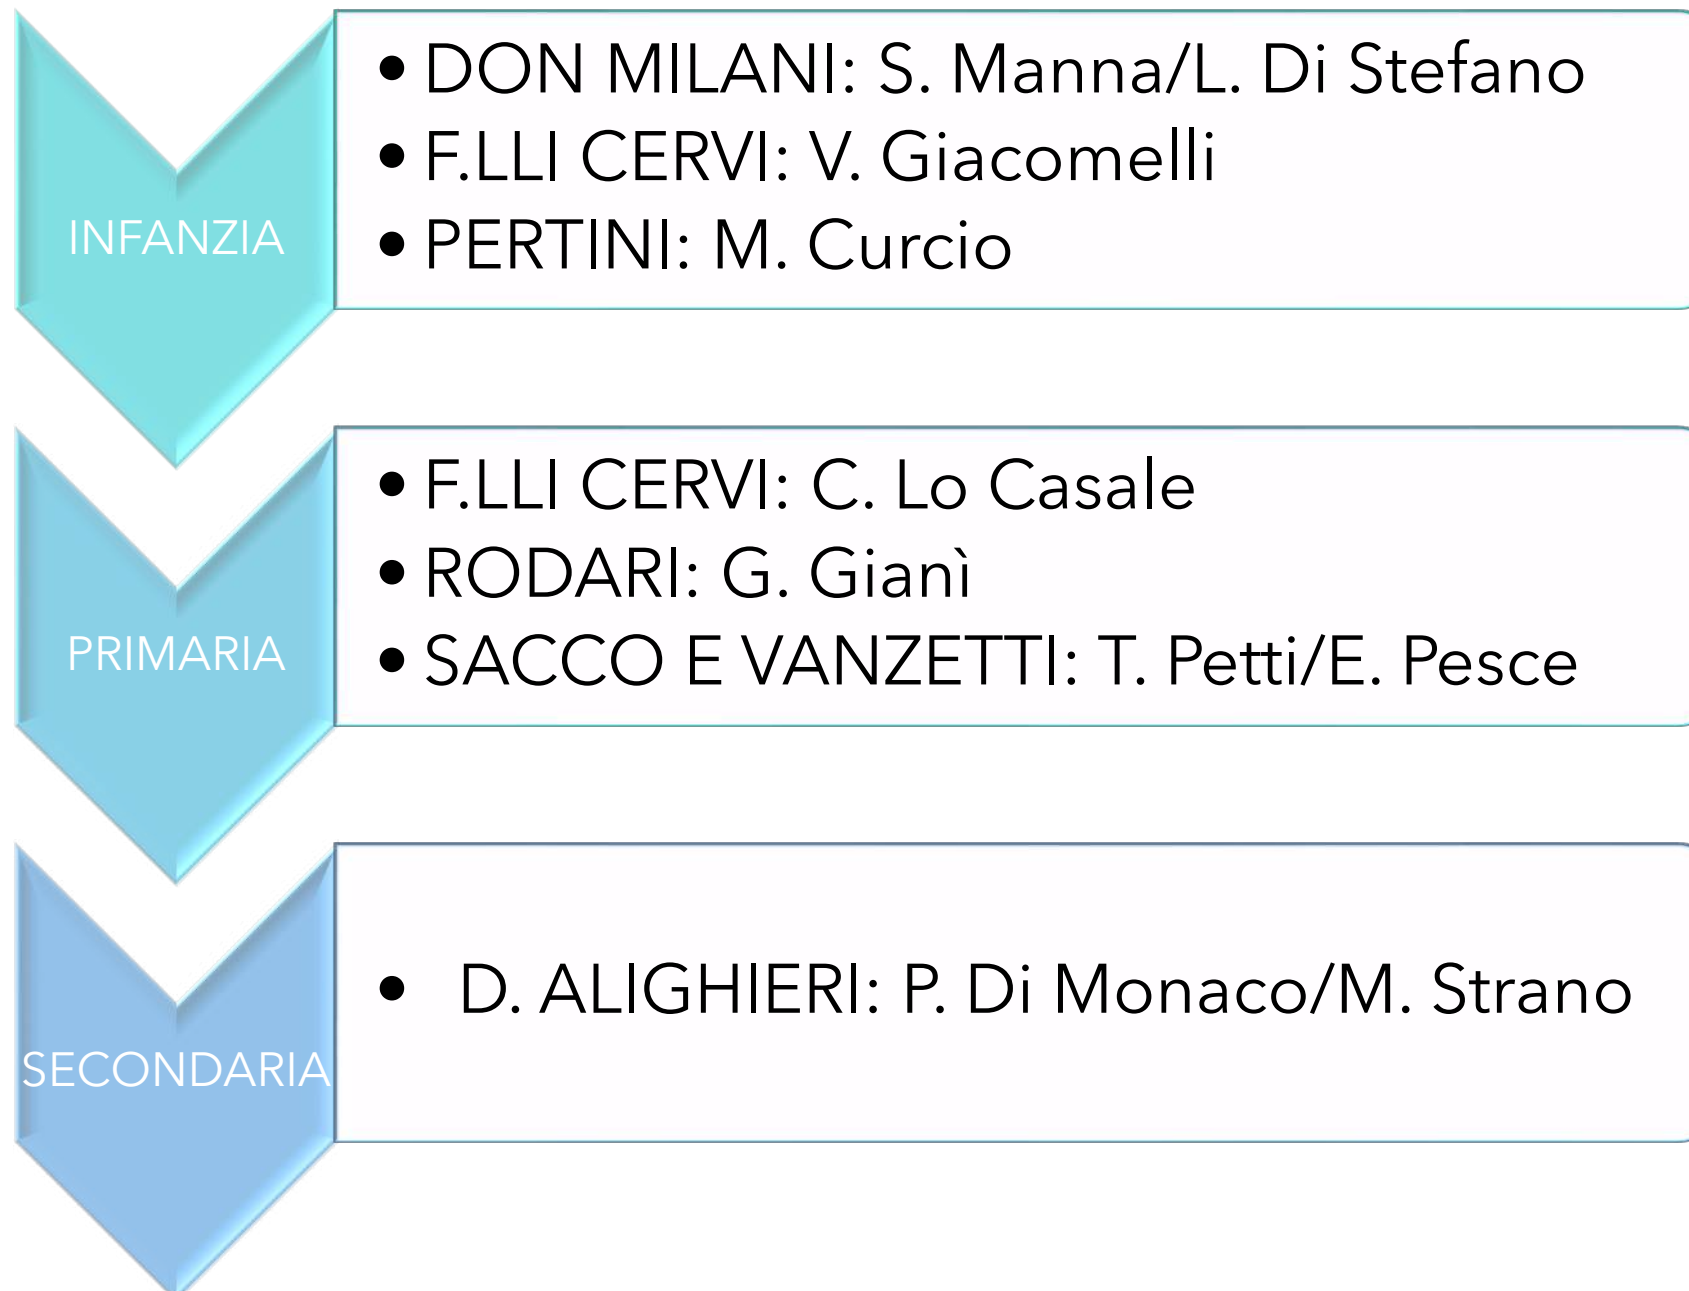 INFANZIA
• DON MILANI: S. Manna/L. Di Stefano
• F.LLI CERVI: V. Giacomelli
• PERTINI: M. Curcio
PRIMARIA
• F.LLI CERVI: C. Lo Casale
• RODARI: G. Gianì
• SACCO E VANZETTI: T. Petti/E. Pesce
SECONDARIA
• D. ALIGHIERI: P. Di Monaco/M. Strano